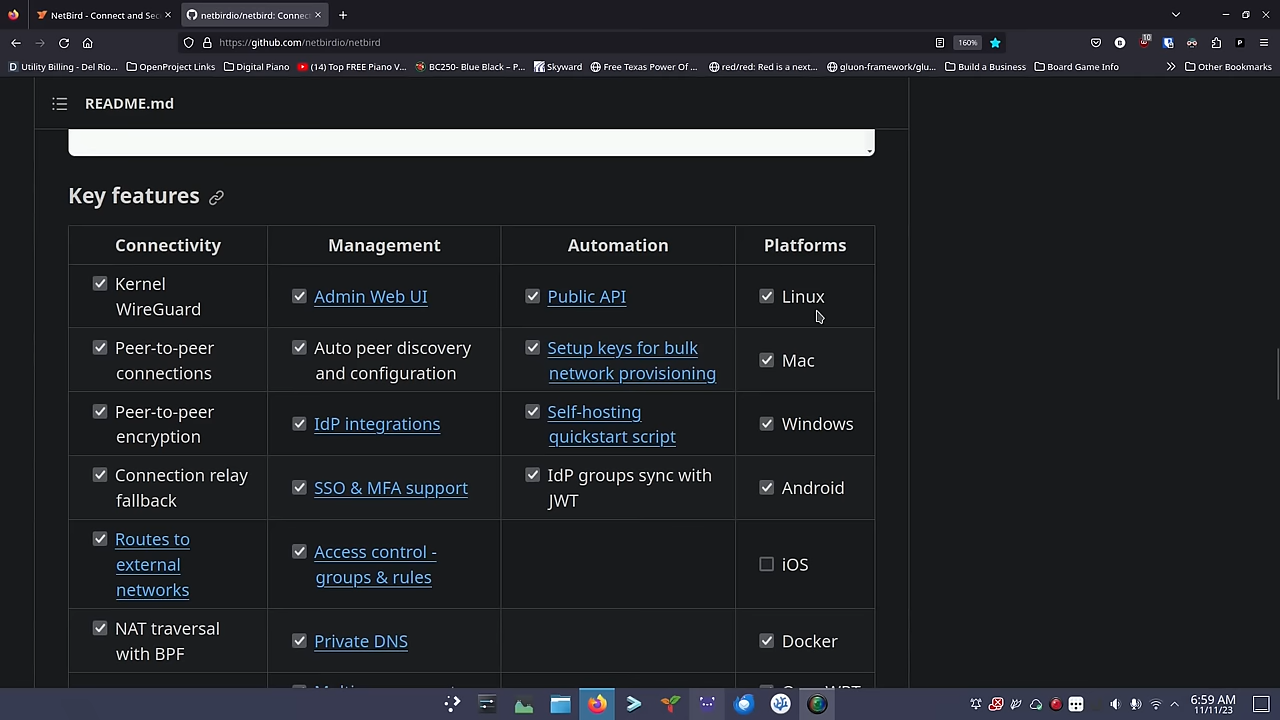 NetBird - Connect and Sec
netbirdio/netbird: Connec
https://github.com/netbirdio/netbird
160%
10
Utility Billing - Del Rio...
OpenProject Links
Digital Piano
(14) Top FREE Piano V...
BC250- Blue Black – P...
Skyward
Free Texas Power Of ...
red/red: Red is a next...
gluon-framework/glu...
Build a Business
Board Game Info
Other Bookmarks
README.md
Key features
Connectivity
Management
Automation
Platforms
Kernel
WireGuard
Admin Web UI
Public API
Linux
Peer-to-peer
connections
Auto peer discovery
and configuration
Setup keys for bulk
network provisioning
Mac
Peer-to-peer
encryption
IdP integrations
Self-hosting
quickstart script
Windows
Connection relay
fallback
SSO & MFA support
IdP groups sync with
JWT
Android
Routes to
external
networks
Access control -
groups & rules
iOS
NAT traversal
with BPF
Private DNS
Docker
6:59 AM
11/11/23